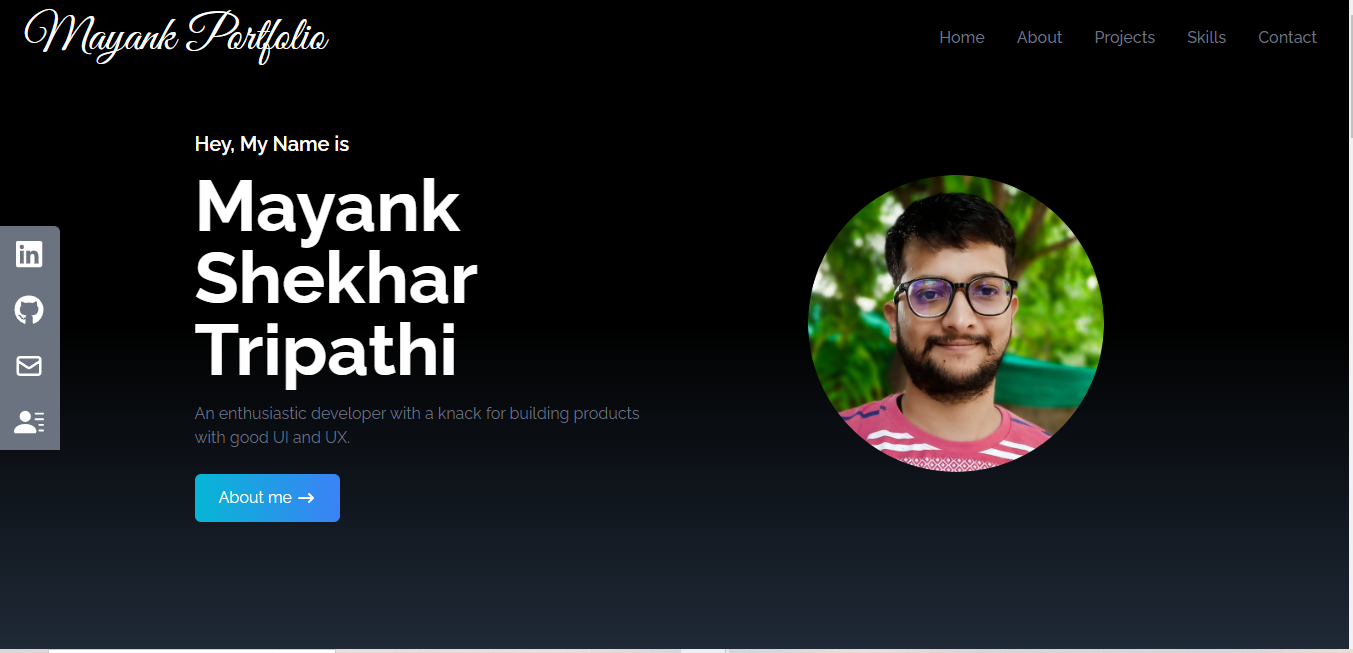 Mayank Portfolio
Home About Projects Skills Contact
Hey, My Name is
Mayank
Shekhar
Tripathi
An enthusiastic developer with a knack for building products
with good UI and UX.
in
About me →